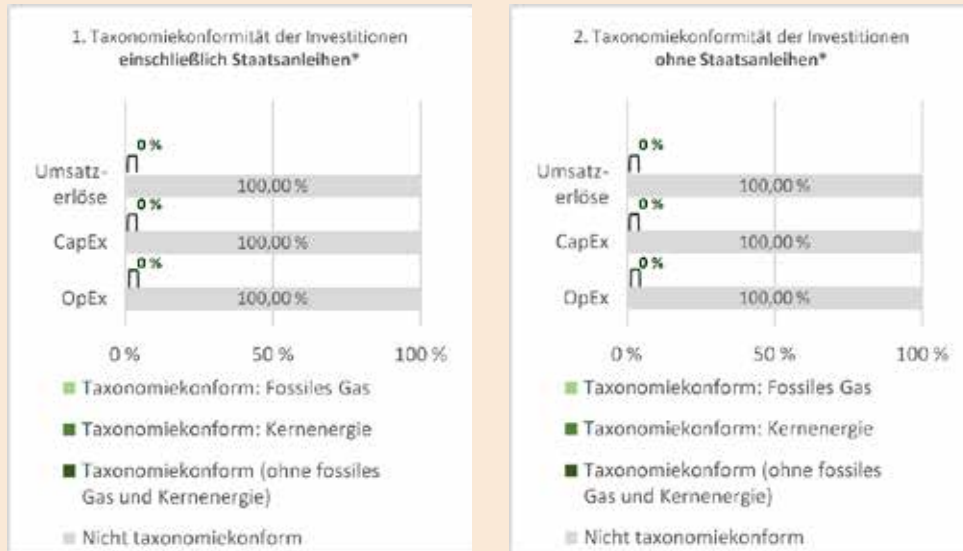 1. Taxonomiekonformität der Investitionen
einschließlich Staatsanleihen*
0 %
Umsatz-
erlöse
100,00 %
0 %
CapEx
100,00 %
0 %
OpEx
100,00 %
0 %
50 %
100 %
Taxonomiekonform: Fossiles Gas
Taxonomiekonform: Kernenergie
Taxonomiekonform (ohne fossiles
Gas und Kernenergie)
Nicht taxonomiekonform
2. Taxonomiekonformität der Investitionen
ohne Staatsanleihen*
0 %
Umsatz-
erlöse
100,00 %
0 %
CapEx
100,00 %
0 %
OpEx
100,00 %
0 %
50 %
100 %
Taxonomiekonform: Fossiles Gas
Taxonomiekonform: Kernenergie
Taxonomiekonform (ohne fossiles
Gas und Kernenergie)
Nicht taxonomiekonform